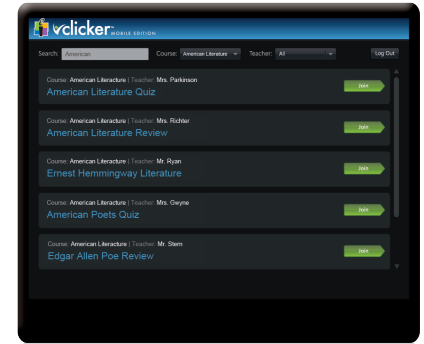 vclicker MOBILE EDITION
Search: American Course: American Literature Teacher: All Log Out
Course: American Literacture | Teacher: Mrs. Parkinson
American Literature Quiz
Join
Course: American Literacture | Teacher: Mrs. Richter
American Literature Review
Join
Course: American Literacture | Teacher: Mr. Ryan
Ernest Hemmingway Literature
Join
Course: American Literacture | Teacher: Mrs. Gwyne
American Poets Quiz
Join
Course: American Literacture | Teacher: Mr. Stern
Edgar Allen Poe Review
Join